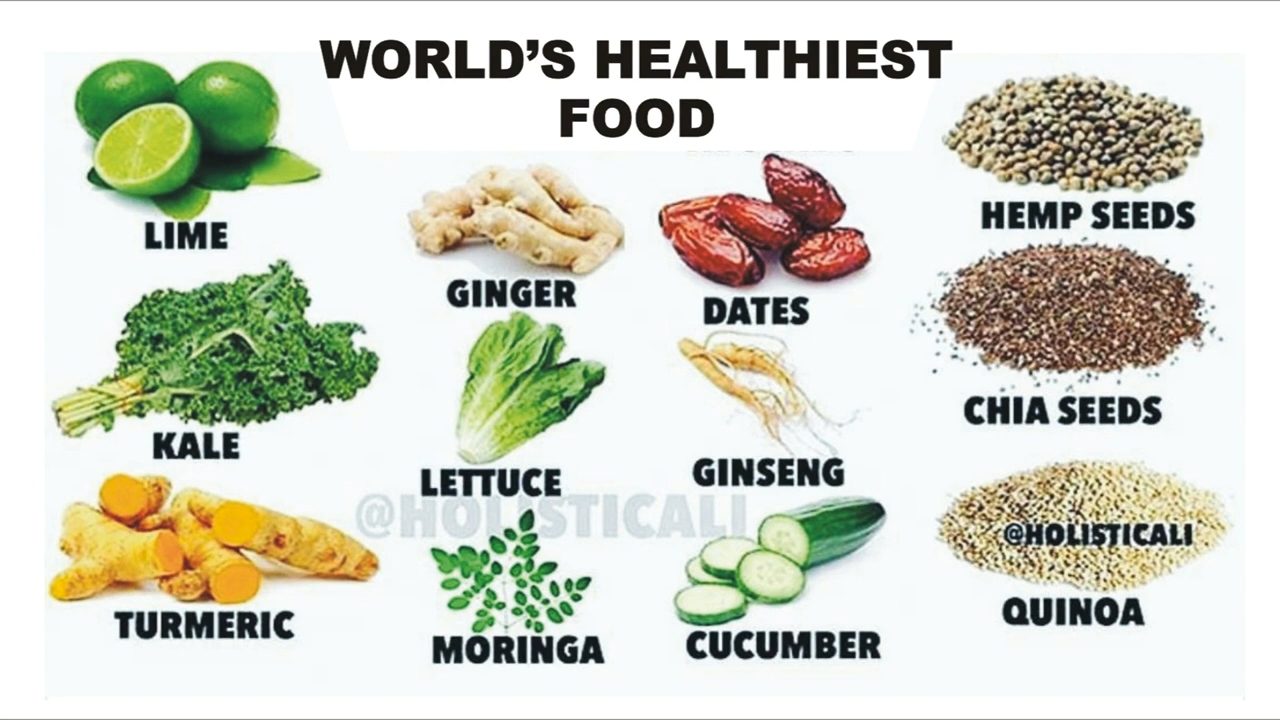 WORLD'S HEALTHIEST
FOOD
LIME
GINGER
DATES
HEMP SEEDS
KALE
LETTUCE
GINSENG
CHIA SEEDS
@HOLISTICALI
@HOLISTICALI
TURMERIC
MORINGA
CUCUMBER
QUINOA